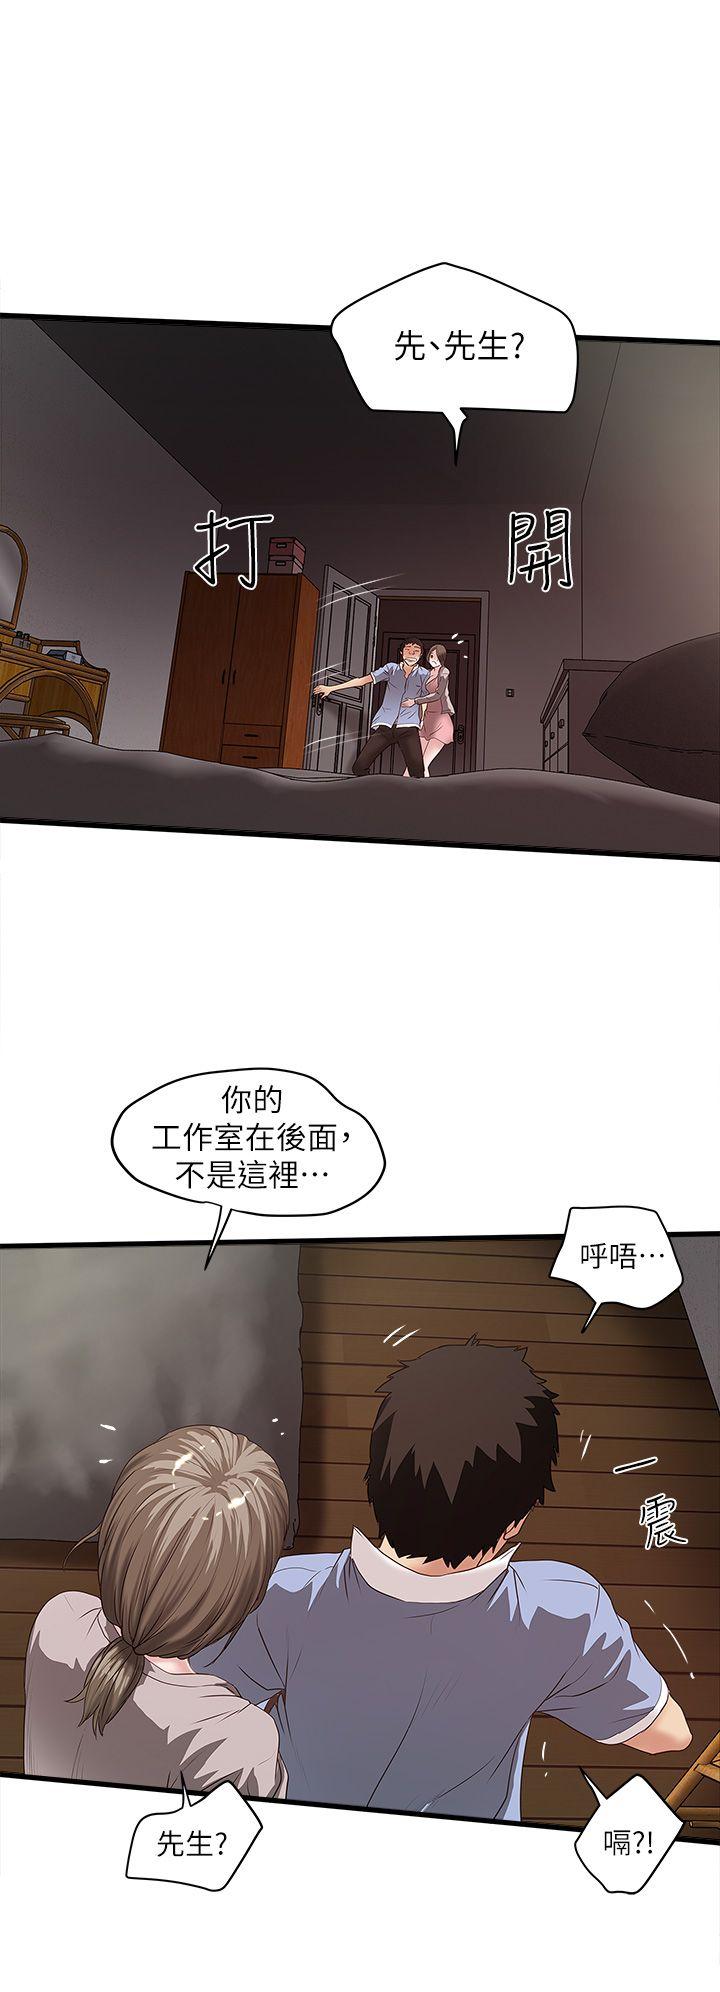 先、先生?
打 開
你的
工作室在後面，
不是這裡…
呼唔…
一震
先生?
嗝?!